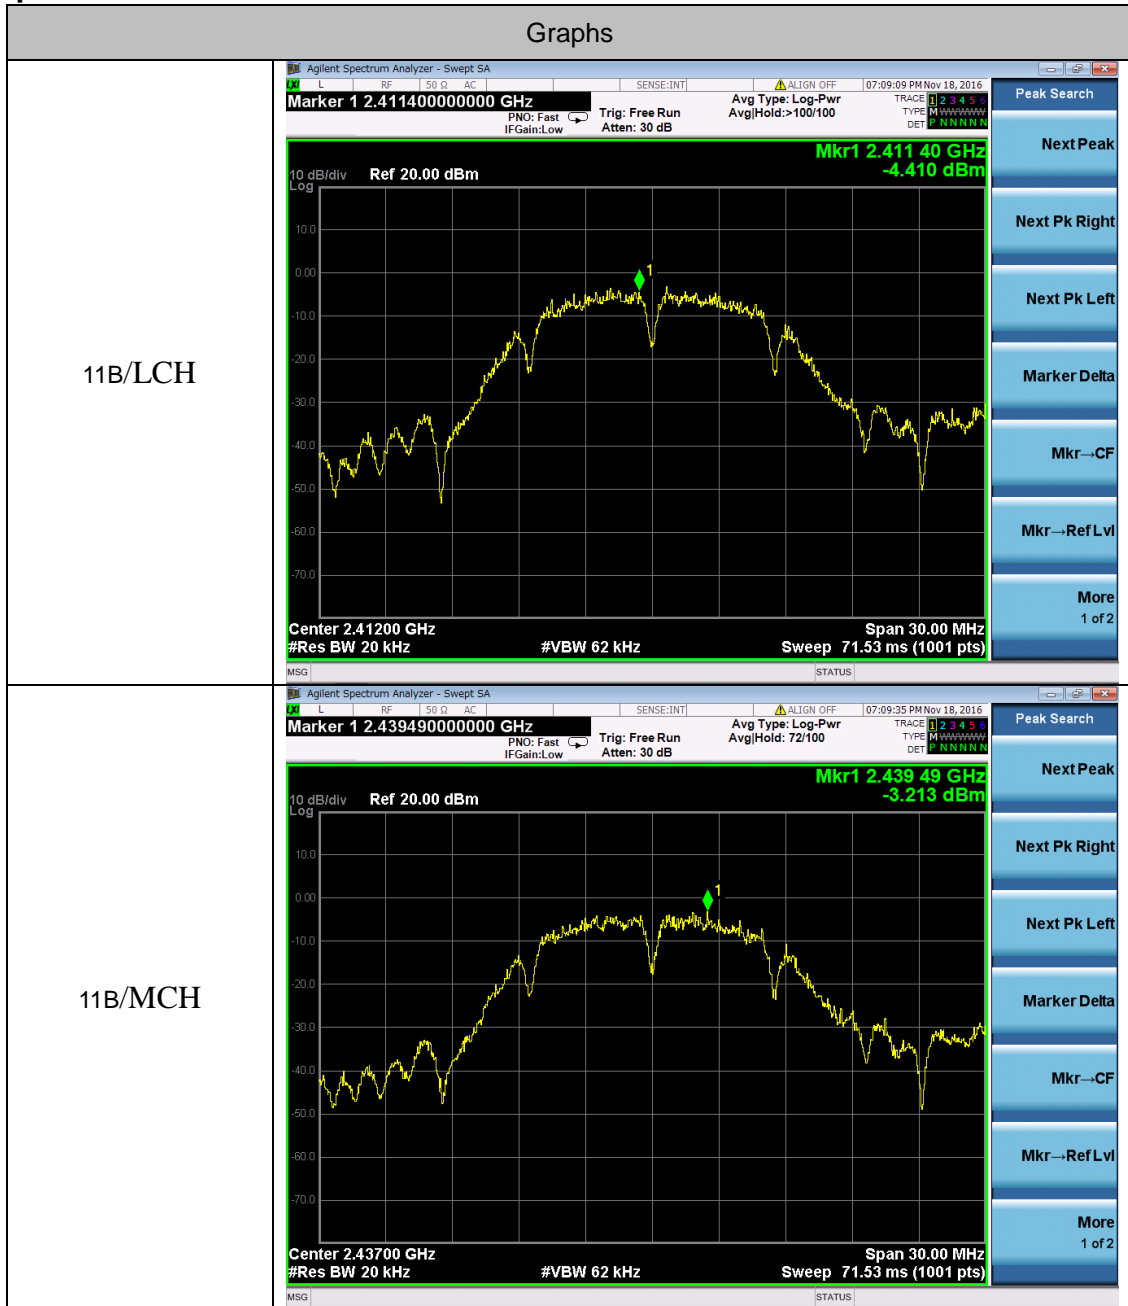 Graphs
11B/LCH
Agilent Spectrum Analyzer - Swept SA
LXI L RF 50 Ω AC SENSE:INT ALIGN OFF 07:09:09 PM Nov 18, 2016
Marker 1 2.411400000000 GHz
PNO: Fast
IFGain:Low
Trig: Free Run
Atten: 30 dB
Avg Type: Log-Pwr
Avg|Hold:>100/100
TRACE 1 2 3 4 5 6
TYPE M WWWWW
DET P N N N N N
Mkr1 2.411 40 GHz
-4.410 dBm
10 dB/div Ref 20.00 dBm
Log
10.0
0.00
1
-10.0
-20.0
-30.0
-40.0
-50.0
-60.0
-70.0
Center 2.41200 GHz Span 30.00 MHz
#Res BW 20 kHz #VBW 62 kHz Sweep 71.53 ms (1001 pts)
MSG STATUS
Peak Search
Next Peak
Next Pk Right
Next Pk Left
Marker Delta
Mkr→CF
Mkr→Ref Lvl
More
1 of 2
11B/MCH
Agilent Spectrum Analyzer - Swept SA
LXI L RF 50 Ω AC SENSE:INT ALIGN OFF 07:09:35 PM Nov 18, 2016
Marker 1 2.439490000000 GHz
PNO: Fast
IFGain:Low
Trig: Free Run
Atten: 30 dB
Avg Type: Log-Pwr
Avg|Hold: 72/100
TRACE 1 2 3 4 5 6
TYPE M WWWWW
DET P N N N N N
Mkr1 2.439 49 GHz
-3.213 dBm
10 dB/div Ref 20.00 dBm
Log
10.0
0.00
1
-10.0
-20.0
-30.0
-40.0
-50.0
-60.0
-70.0
Center 2.43700 GHz Span 30.00 MHz
#Res BW 20 kHz #VBW 62 kHz Sweep 71.53 ms (1001 pts)
MSG STATUS
Peak Search
Next Peak
Next Pk Right
Next Pk Left
Marker Delta
Mkr→CF
Mkr→Ref Lvl
More
1 of 2